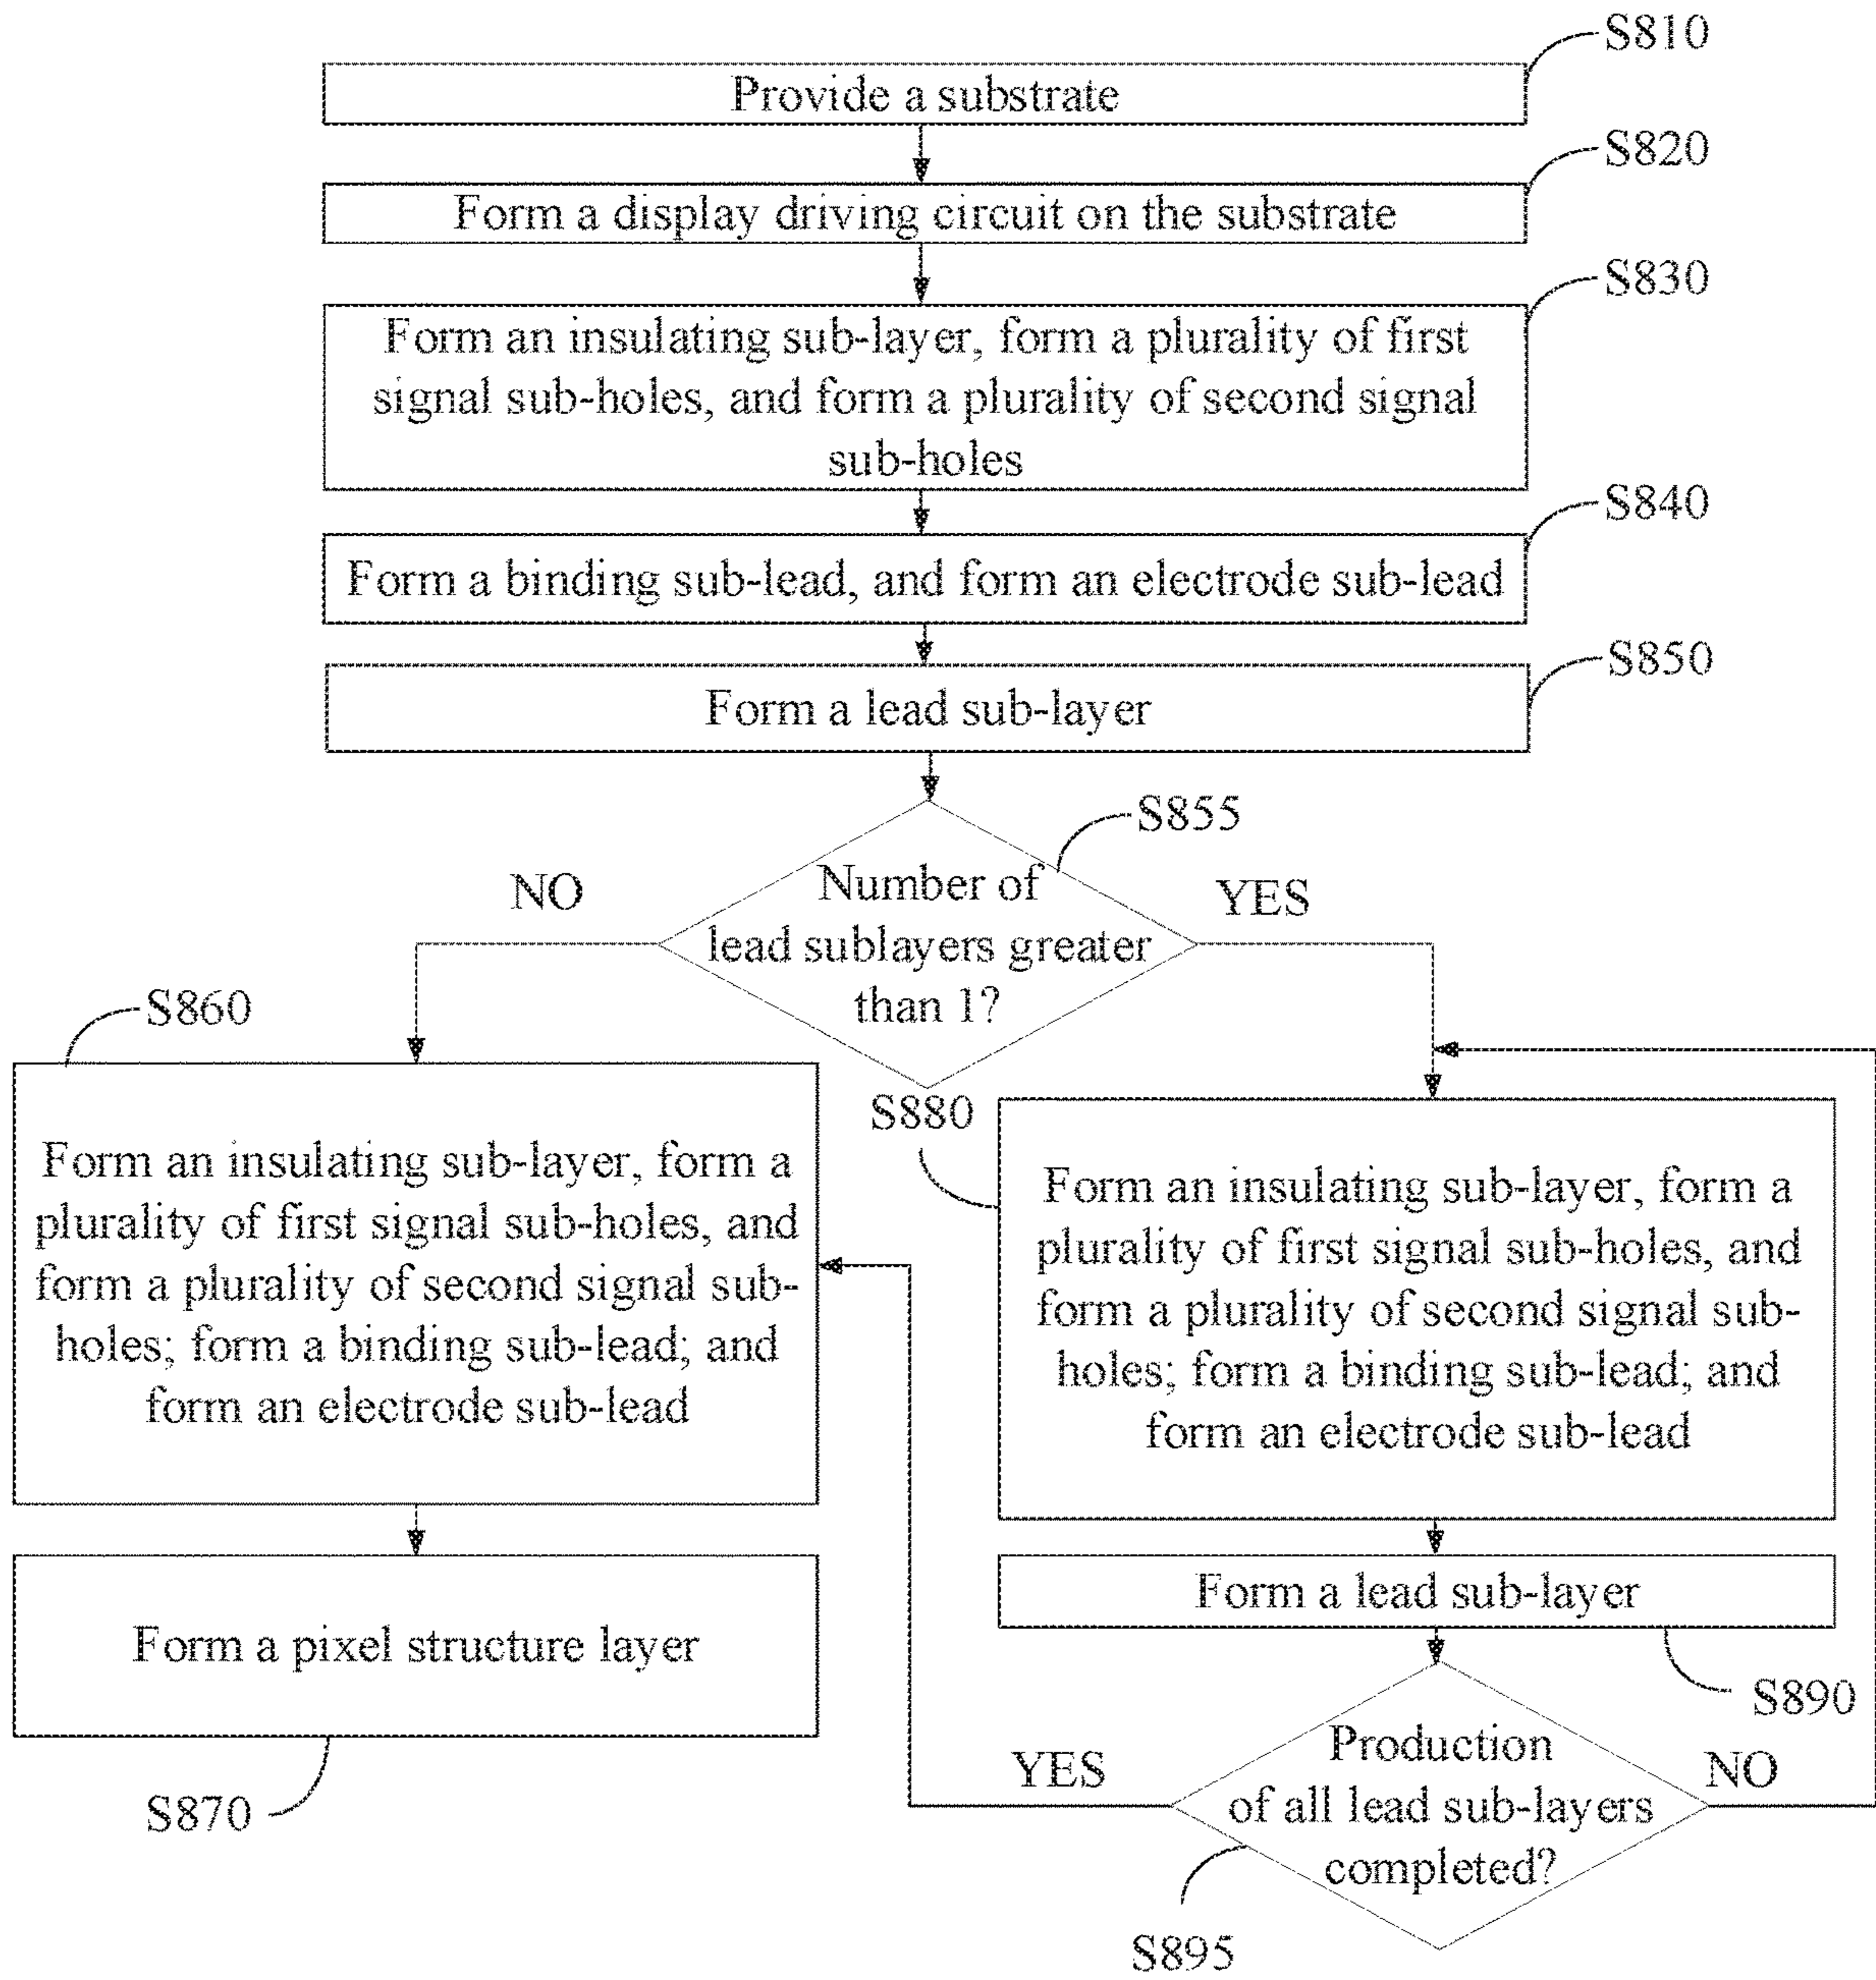 S810
Provide a substrate
S820
Form a display driving circuit on the substrate
S830
Form an insulating sub-layer, form a plurality of first
signal sub-holes, and form a plurality of second signal
sub-holes
S840
Form a binding sub-lead, and form an electrode sub-lead
S850
Form a lead sub-layer
S855
Number of
lead sublayers greater
than 1?
NO
YES
S860
Form an insulating sub-layer, form a
plurality of first signal sub-holes, and
form a plurality of second signal sub-
holes; form a binding sub-lead; and
form an electrode sub-lead
S880
Form an insulating sub-layer, form a
plurality of first signal sub-holes, and
form a plurality of second signal sub-
holes; form a binding sub-lead; and
form an electrode sub-lead
Form a pixel structure layer
S870
Form a lead sub-layer
S890
Production
of all lead sub-layers
completed?
YES
NO
S895